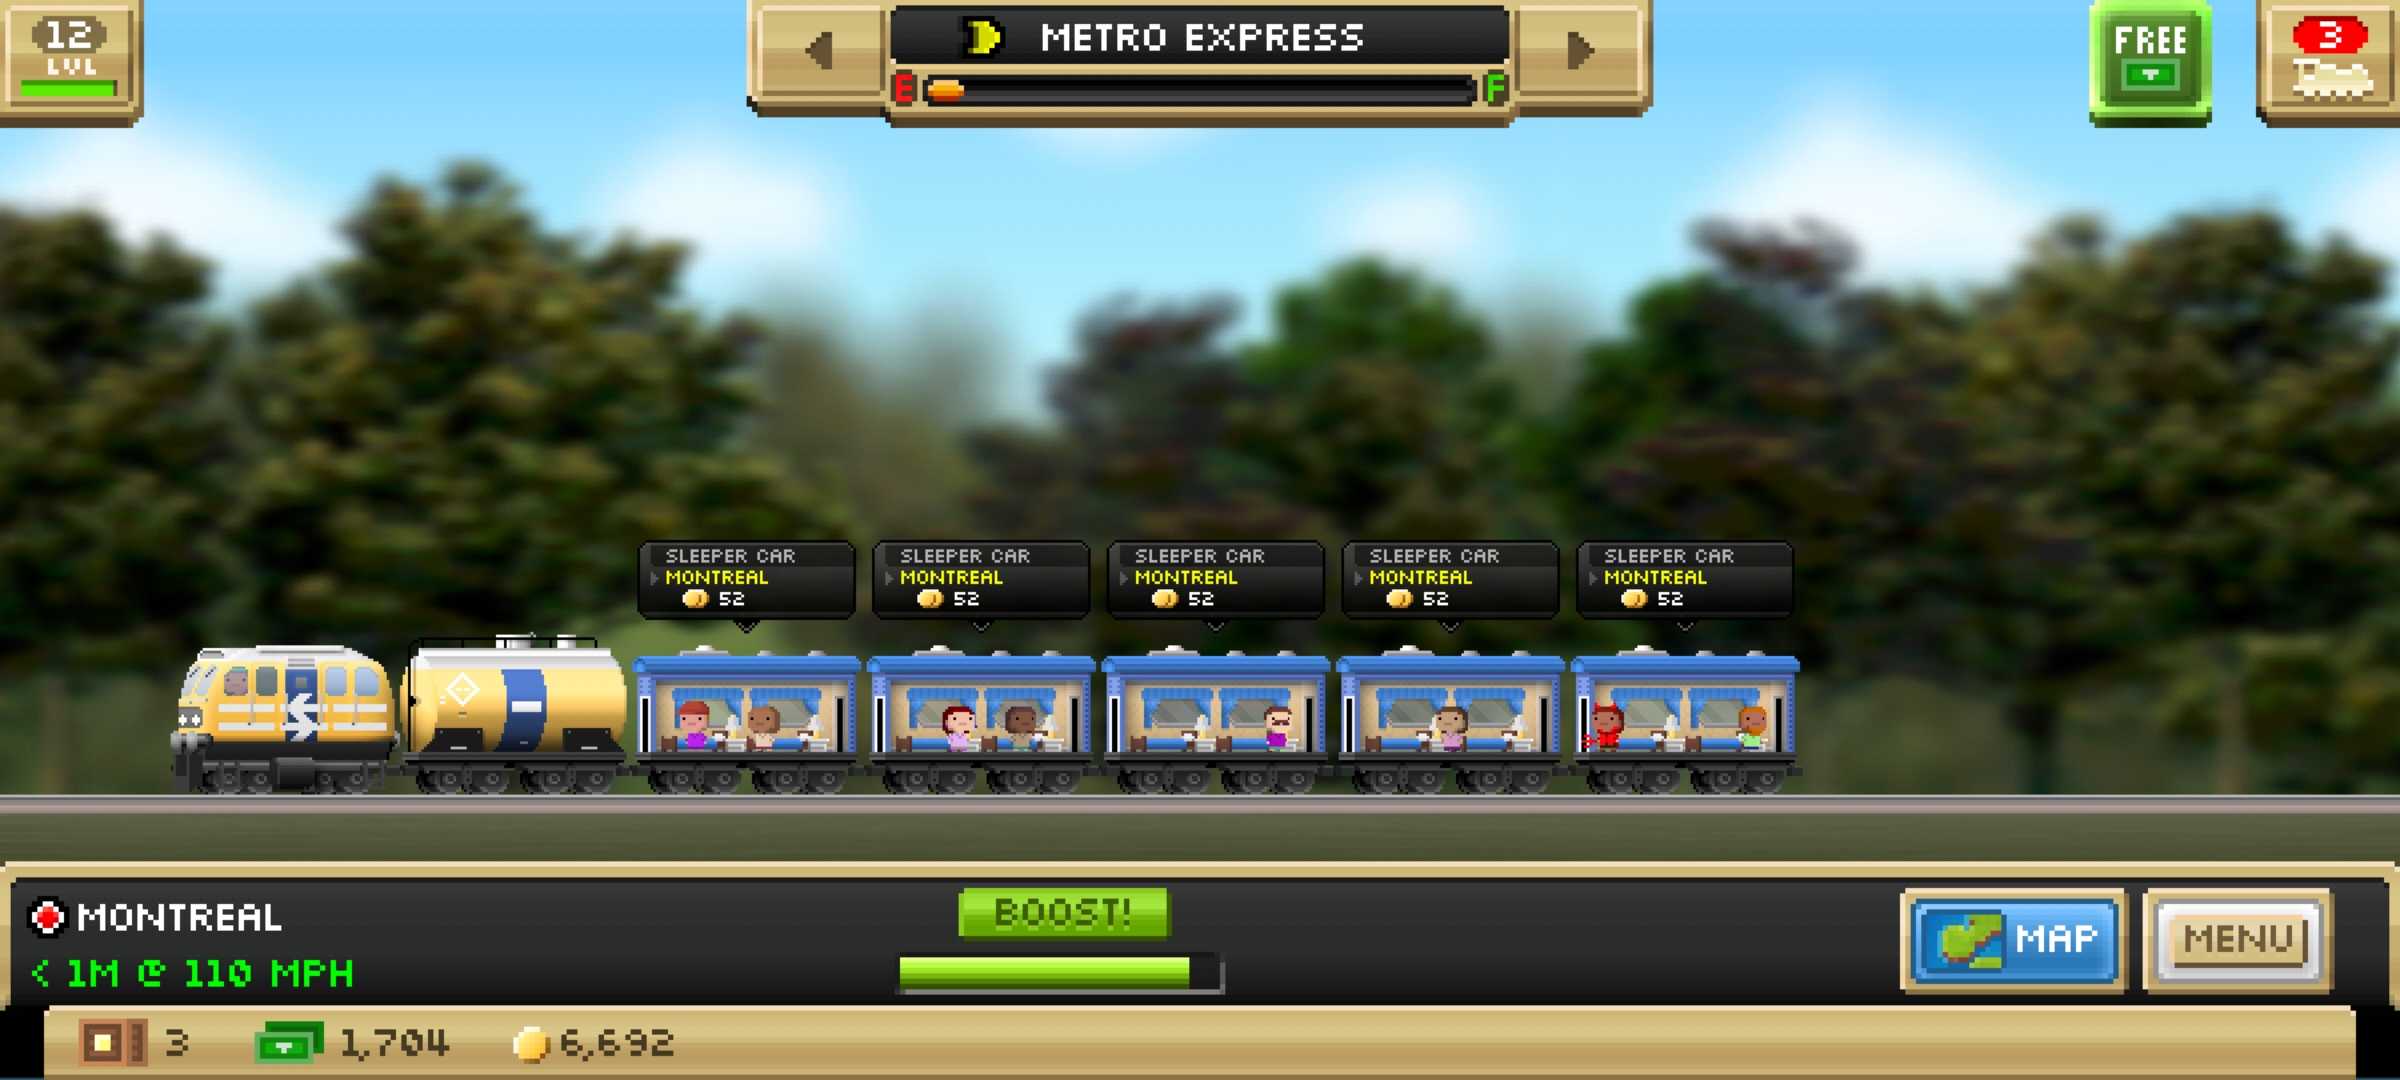 12
LVL
METRO EXPRESS
E F
FREE
3
SLEEPER CAR
MONTREAL
52
SLEEPER CAR
MONTREAL
52
SLEEPER CAR
MONTREAL
52
SLEEPER CAR
MONTREAL
52
SLEEPER CAR
MONTREAL
52
MONTREAL
< 1M @ 110 MPH
BOOST!
MAP
MENU
3
1,704
6,692